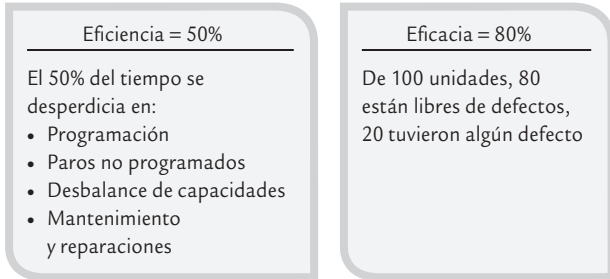 Eficiencia = 50%
El 50% del tiempo se
desperdicia en:
• Programación
• Paros no programados
• Desbalance de capacidades
• Mantenimiento
y reparaciones
Eficacia = 80%
De 100 unidades, 80
están libres de defectos,
20 tuvieron algún defecto